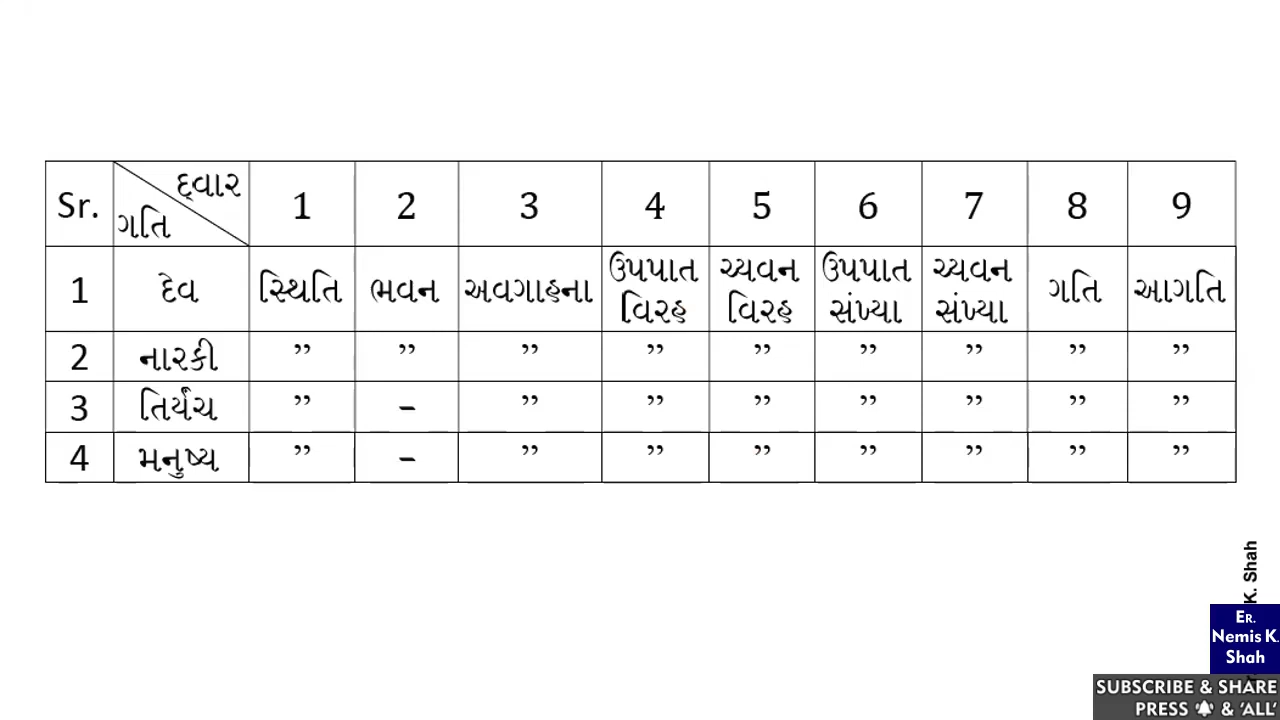 Sr. દ્વાર ગતિ 1 2 3 4 5 6 7 8 9
1 દેવ સ્થિતિ ભવન અવગાહના ઉપપાત વિરહ ચ્યવન વિરહ ઉપપાત સંખ્યા ચ્યવન સંખ્યા ગતિ આગતિ
2 નારકી ” ” ” ” ” ” ” ” ”
3 તિર્યંચ ” – ” ” ” ” ” ” ”
4 મનુષ્ય ” – ” ” ” ” ” ” ”
K. Shah
ER.
Nemis K.
Shah
SUBSCRIBE & SHARE
PRESS 🔔 & ‘ALL’